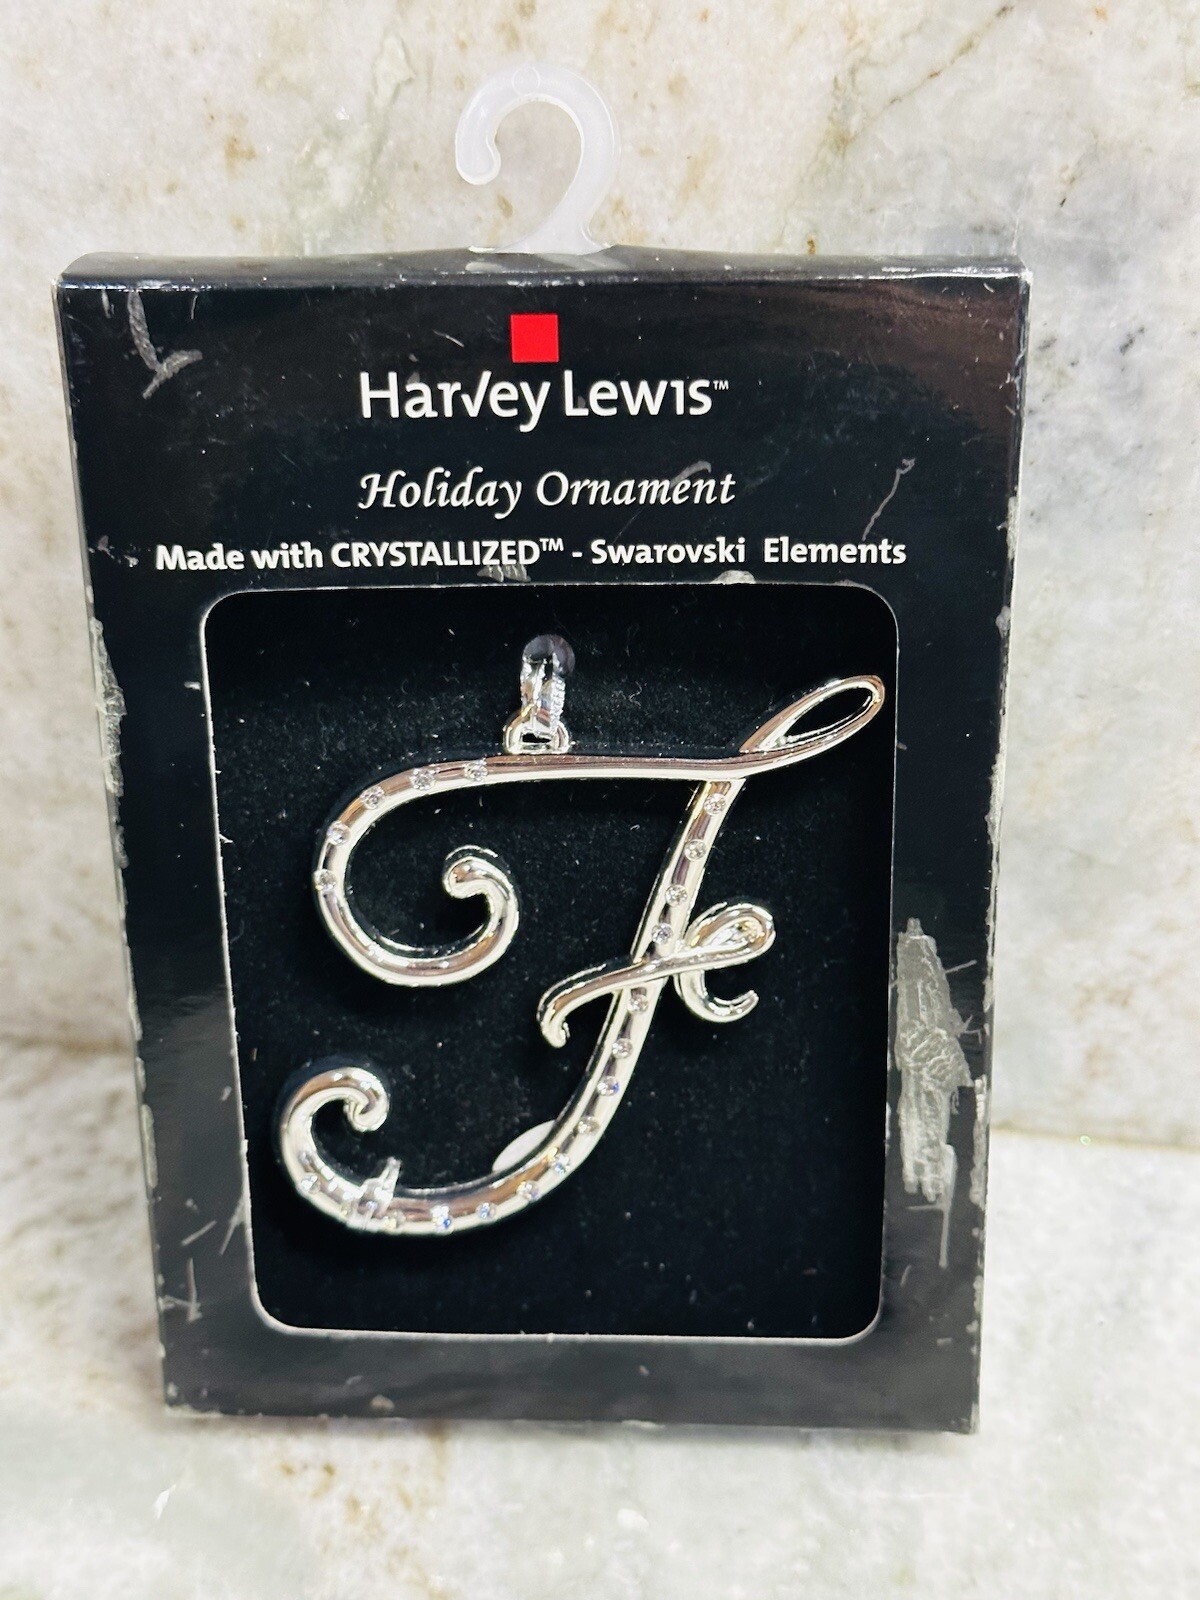 Harvey Lewis™
Holiday Ornament
Made with CRYSTALLIZED™ - Swarovski Elements
F